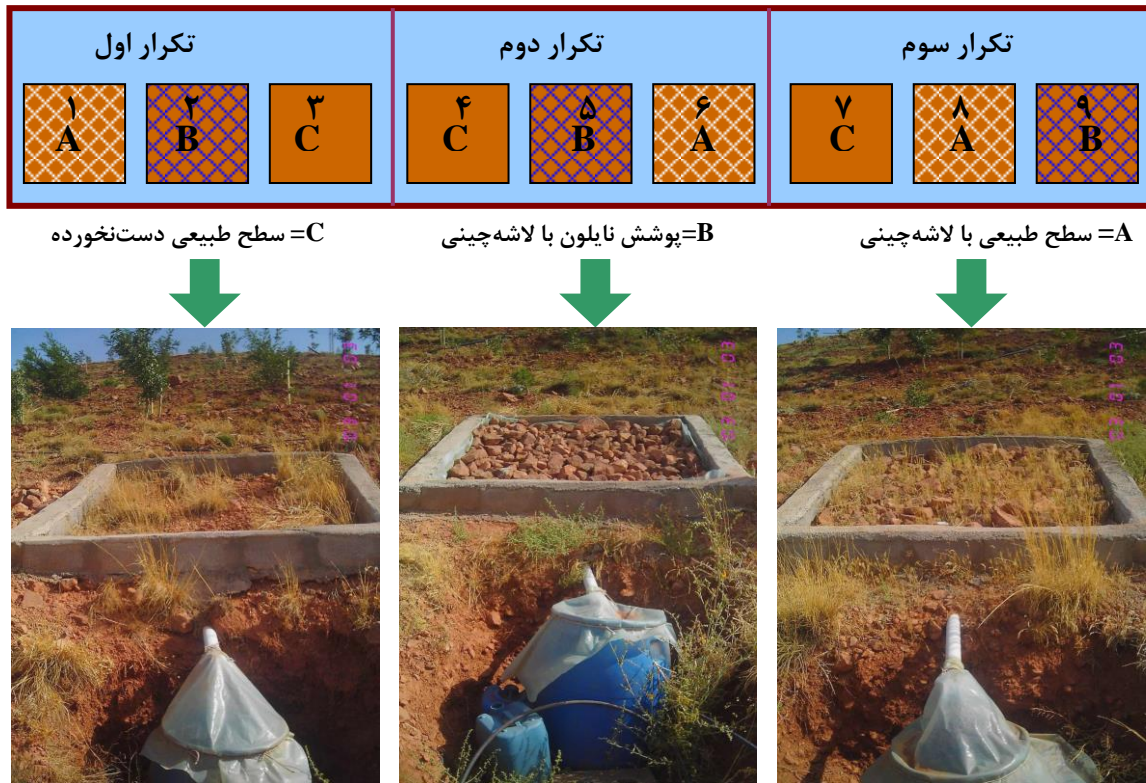 تکرار اول
تکرار دوم
تکرار سوم
۱
A
۲
B
۳
C
۴
C
۵
B
۶
A
۷
C
۸
A
۹
B
C= سطح طبیعی دست‌نخورده
B=پوشش نایلون با لاشه‌چینی
A= سطح طبیعی با لاشه‌چینی